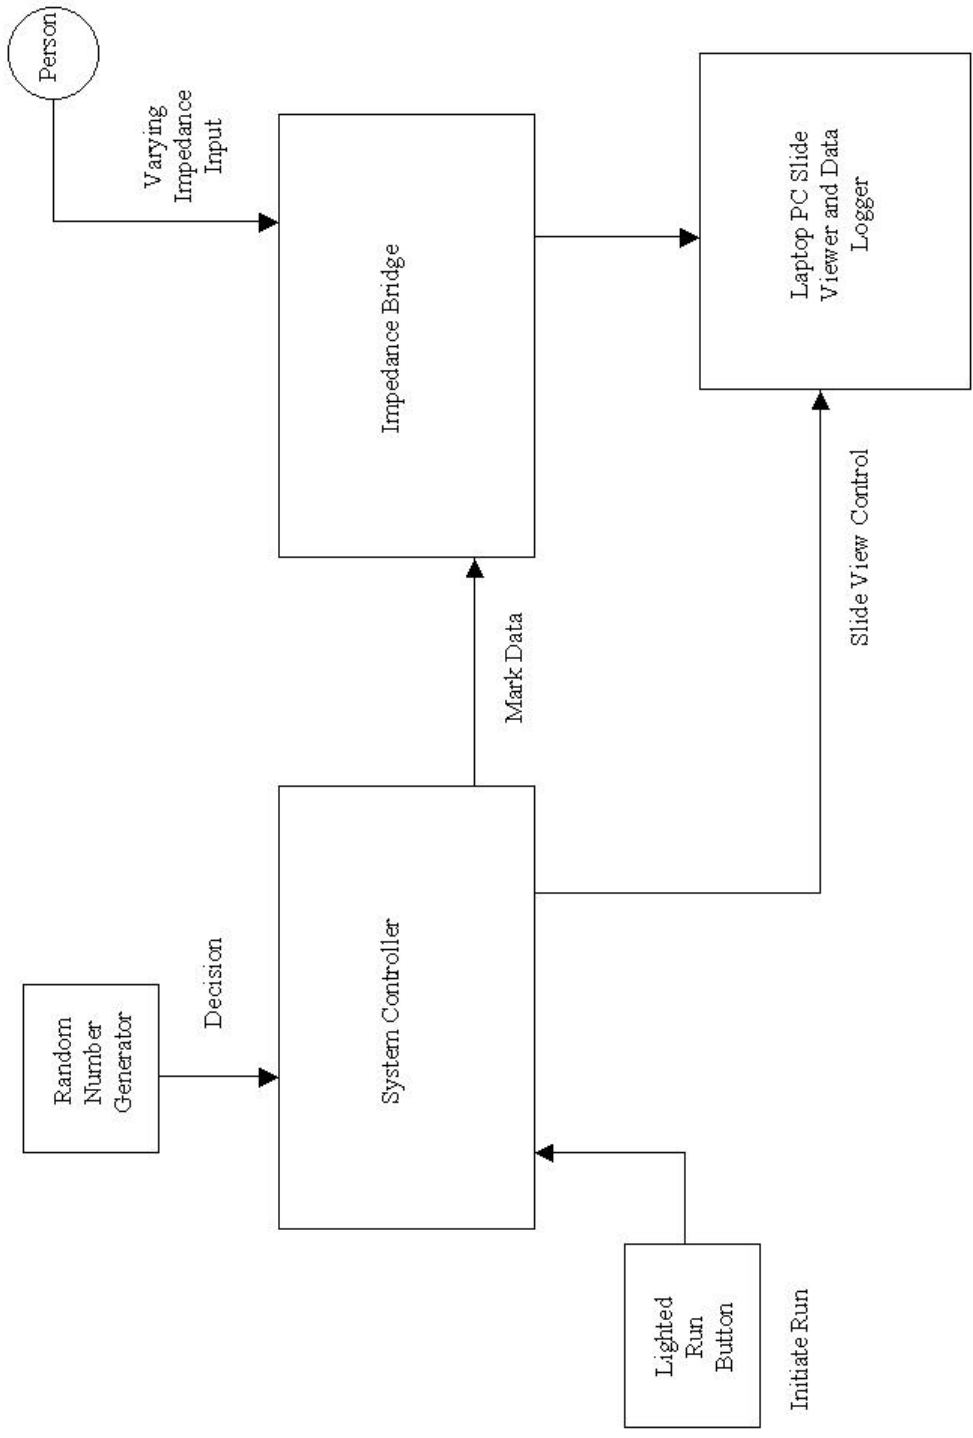 Random
Number
Generator
Decision
Person
Varying
Impedance
Input
System Controller
Mark Data
Impedance Bridge
Lighted
Run
Button
Initiate Run
Slide View Control
Laptop PC Slide
Viewer and Data
Logger